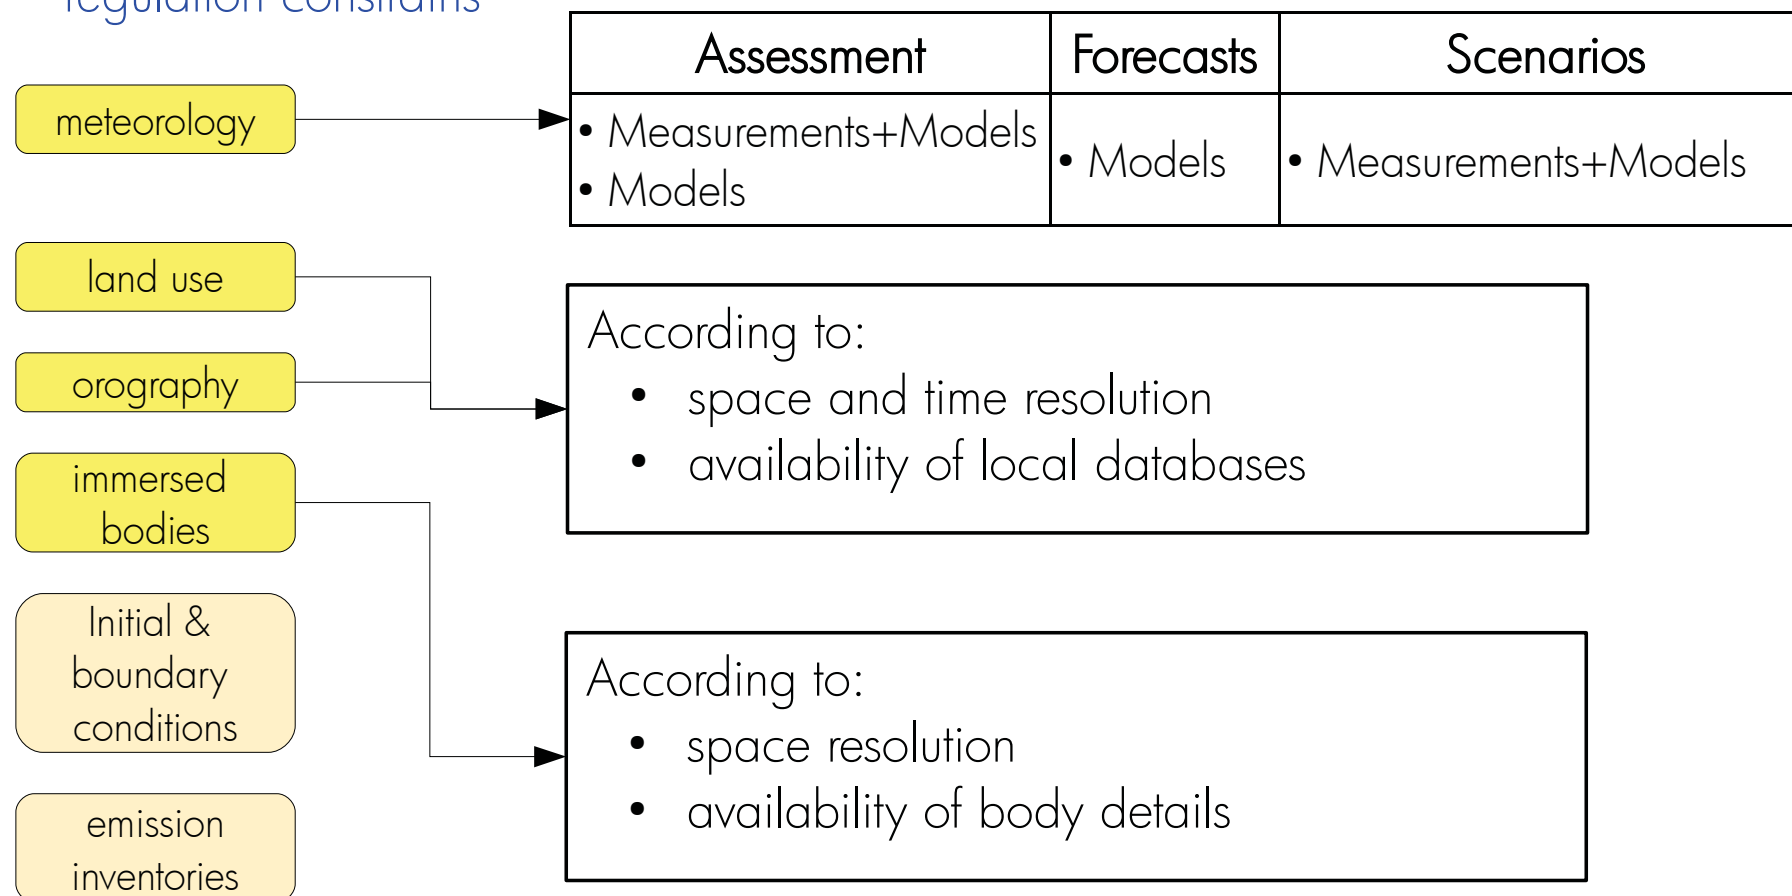 regulation constrains
Assessment
Forecasts
Scenarios
meteorology
• Measurements+Models
• Models
• Models
• Measurements+Models
land use
orography
According to:
• space and time resolution
• availability of local databases
immersed
bodies
Initial &
boundary
conditions
According to:
• space resolution
• availability of body details
emission
inventories